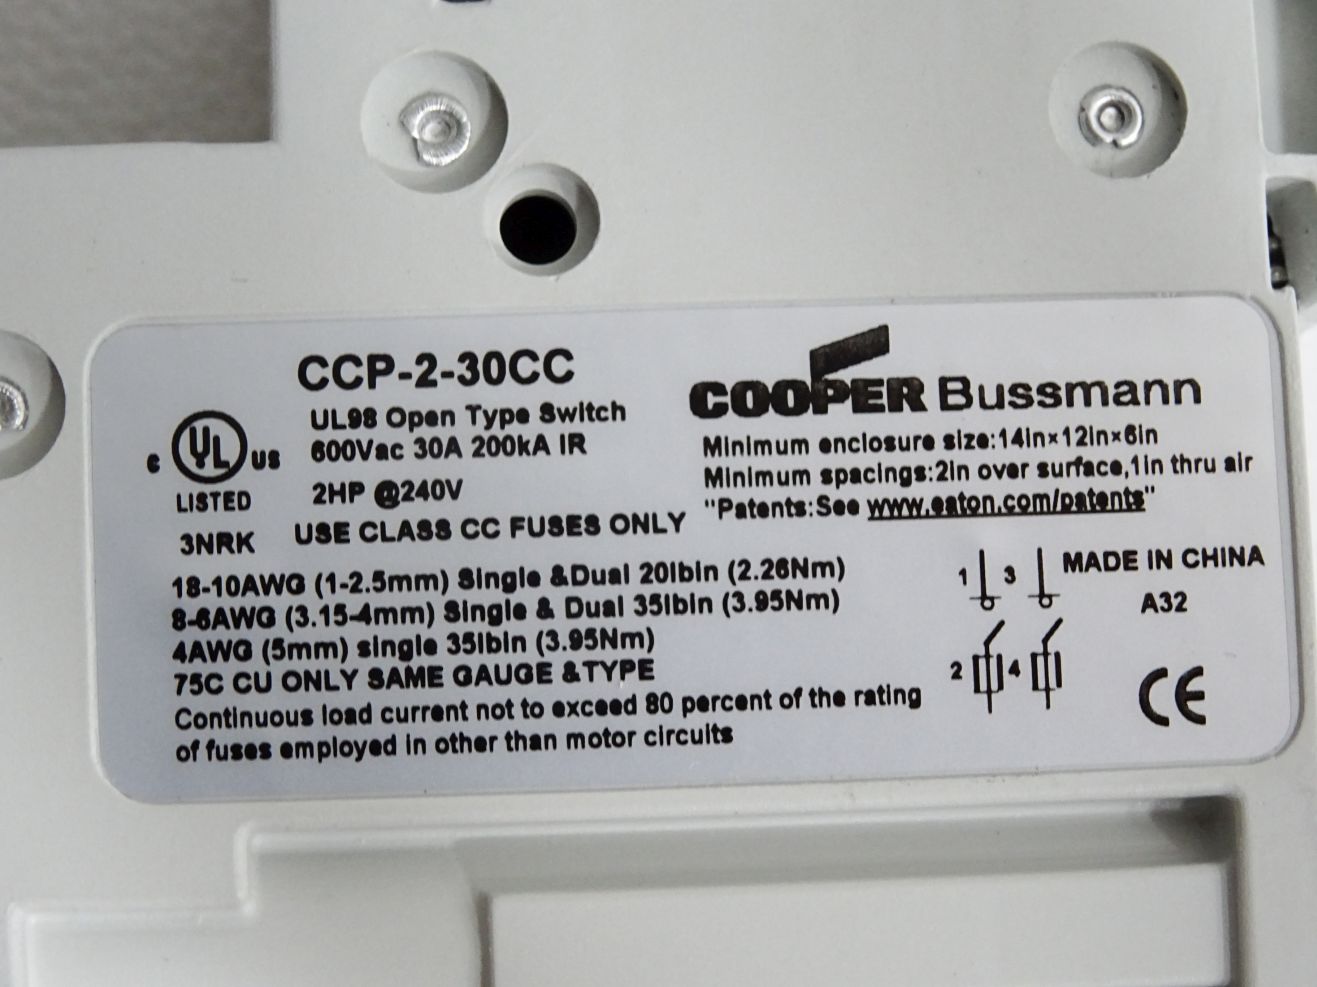 CCP-2-30CC
UL98 Open Type Switch
600Vac 30A 200kA IR
2HP @240V
USE CLASS CC FUSES ONLY
C UL US
LISTED
3NRK
COOPER Bussmann
Minimum enclosure size:14in×12in×6in
Minimum spacings:2in over surface,1in thru air
"Patents:See www.eaton.com/patents"
18-10AWG (1-2.5mm) Single &Dual 20lbin (2.26Nm)
8-6AWG (3.15-4mm) Single & Dual 35lbin (3.95Nm)
4AWG (5mm) single 35lbin (3.95Nm)
75C CU ONLY SAME GAUGE &TYPE
Continuous load current not to exceed 80 percent of the rating
of fuses employed in other than motor circuits
1 3
2 4
MADE IN CHINA
A32
CE